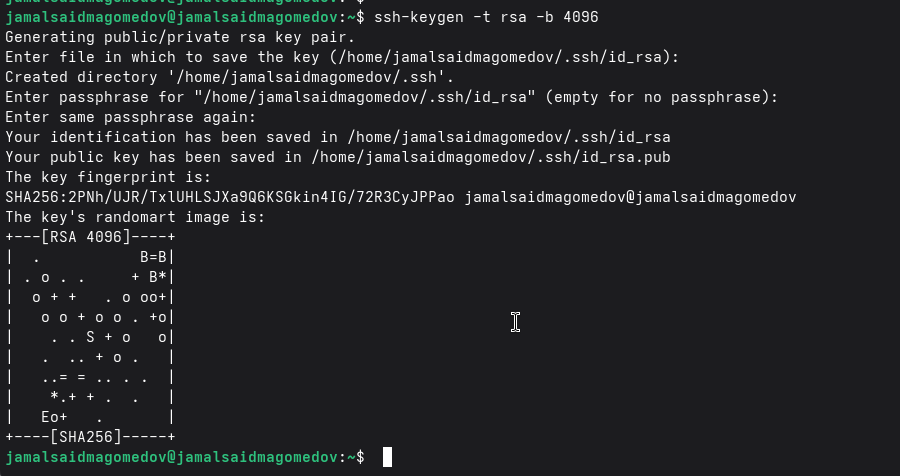 jamalsaidmagomedov@jamalsaidmagomedov:~$ ssh-keygen -t rsa -b 4096
Generating public/private rsa key pair.
Enter file in which to save the key (/home/jamalsaidmagomedov/.ssh/id_rsa):
Created directory '/home/jamalsaidmagomedov/.ssh'.
Enter passphrase for "/home/jamalsaidmagomedov/.ssh/id_rsa" (empty for no passphrase):
Enter same passphrase again:
Your identification has been saved in /home/jamalsaidmagomedov/.ssh/id_rsa
Your public key has been saved in /home/jamalsaidmagomedov/.ssh/id_rsa.pub
The key fingerprint is:
SHA256:2PNh/UJR/TxlUHLSJXa9Q6KSGkin4IG/72R3CyJPPao jamalsaidmagomedov@jamalsaidmagomedov
The key's randomart image is:
+---[RSA 4096]----+
|  .           B=B|
| . o . .     + B*|
|  o + +   . o oo+|
|   o o + o o . +o|
|    . . S + o   o|
|   .  .. + o .   |
|   ..= = .. . .  |
|    *.+ + .  .   |
|   Eo+   .       |
+----[SHA256]-----+
jamalsaidmagomedov@jamalsaidmagomedov:~$